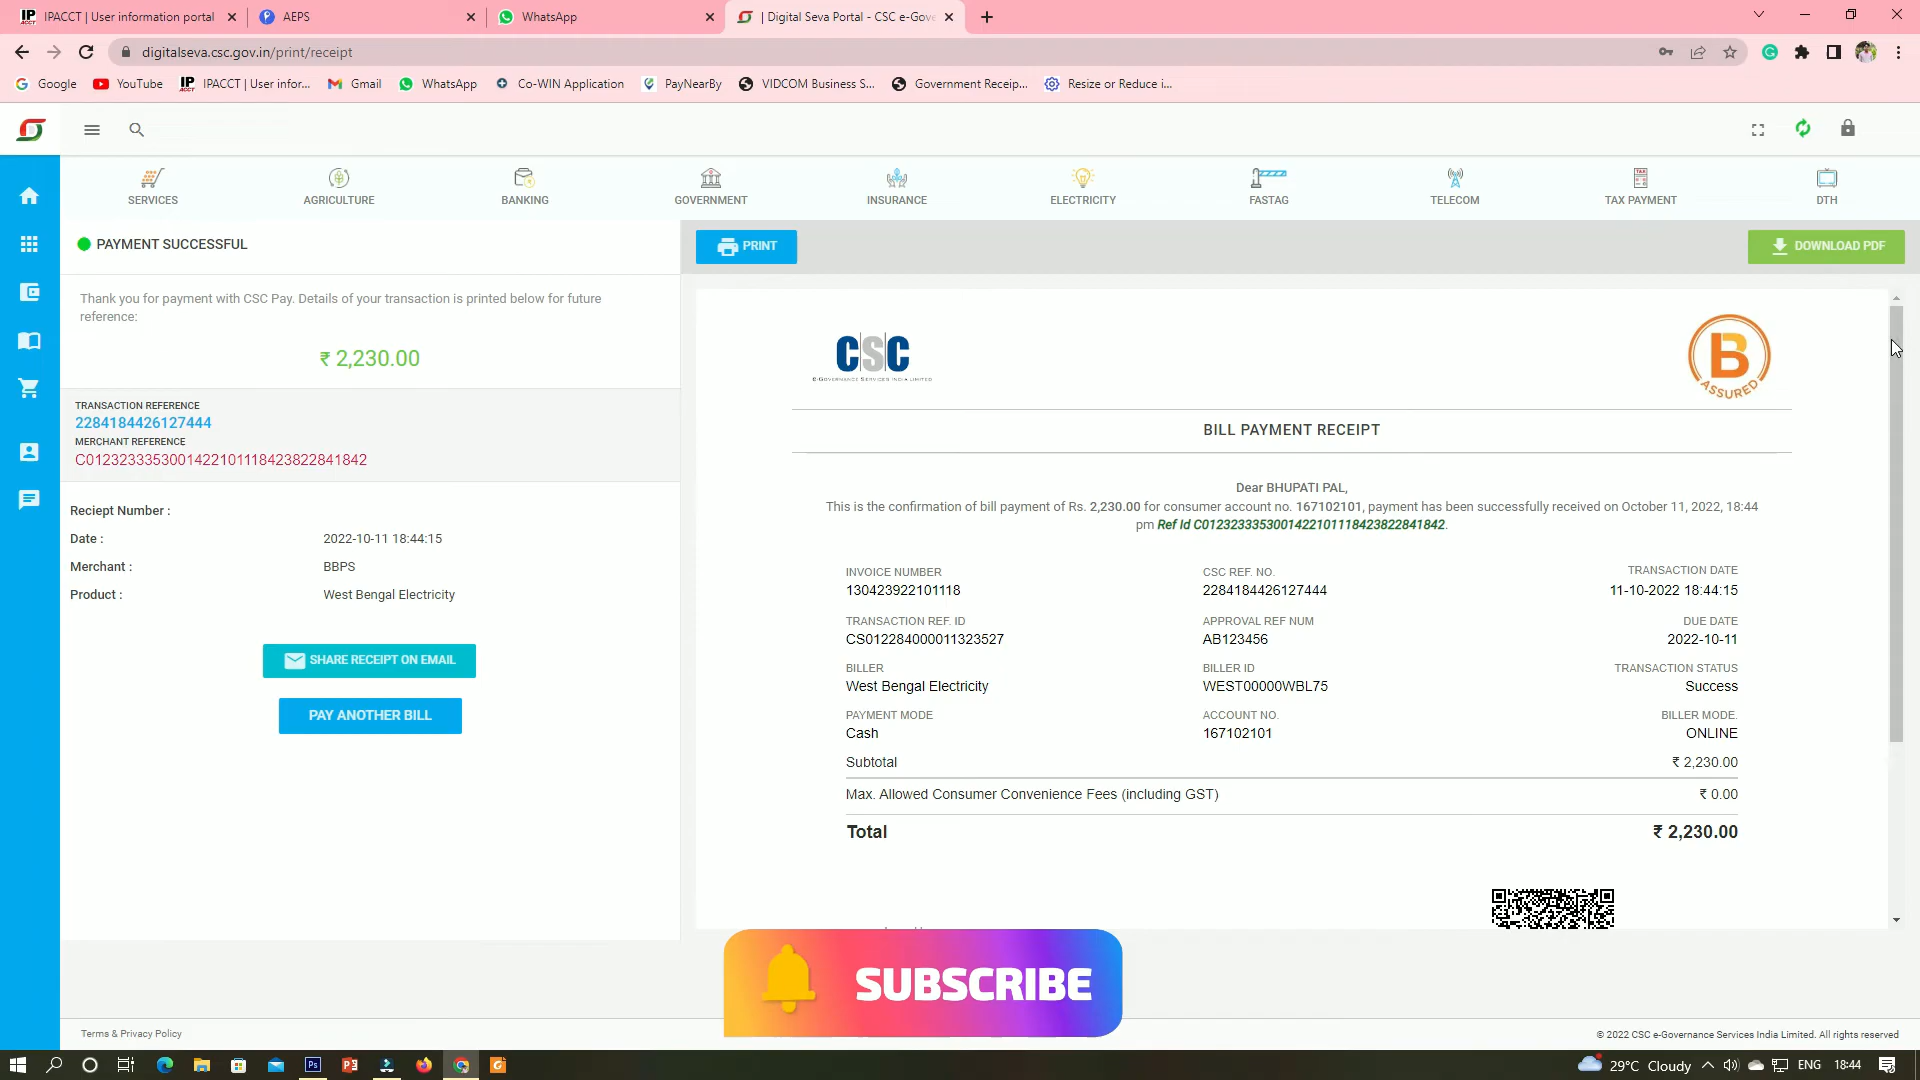 IP ACCT IPACCT | User information portal
AEPS
WhatsApp
| Digital Seva Portal - CSC e-Gove
digitalseva.csc.gov.in/print/receipt
Google
YouTube
IP ACCT IPACCT | User infor...
Gmail
WhatsApp
Co-WIN Application
PayNearBy
VIDCOM Business S...
Government Receip...
Resize or Reduce i...
SERVICES
AGRICULTURE
BANKING
GOVERNMENT
INSURANCE
ELECTRICITY
FASTAG
TELECOM
TAX PAYMENT
DTH
PAYMENT SUCCESSFUL
Thank you for payment with CSC Pay. Details of your transaction is printed below for future
reference:
₹ 2,230.00
TRANSACTION REFERENCE
2284184426127444
MERCHANT REFERENCE
C01232333530014221011184238228​41842
Reciept Number :
Date : 2022-10-11 18:44:15
Merchant : BBPS
Product : West Bengal Electricity
SHARE RECEIPT ON EMAIL
PAY ANOTHER BILL
PRINT
DOWNLOAD PDF
CSC
E-GOVERNANCE SERVICES INDIA LIMITED
B
ASSURED
BILL PAYMENT RECEIPT
Dear BHUPATI PAL,
This is the confirmation of bill payment of Rs. 2,230.00 for consumer account no. 167102101, payment has been successfully received on October 11, 2022, 18:44
pm Ref Id C0123233353001422101118423822841842.
INVOICE NUMBER CSC REF. NO. TRANSACTION DATE
130423922101118 2284184426127444 11-10-2022 18:44:15
TRANSACTION REF. ID APPROVAL REF NUM DUE DATE
CS012284000011323527 AB123456 2022-10-11
BILLER BILLER ID TRANSACTION STATUS
West Bengal Electricity WEST00000WBL75 Success
PAYMENT MODE ACCOUNT NO. BILLER MODE.
Cash 167102101 ONLINE
Subtotal ₹ 2,230.00
Max. Allowed Consumer Convenience Fees (including GST) ₹ 0.00
Total ₹ 2,230.00
SUBSCRIBE
Terms & Privacy Policy
© 2022 CSC e-Governance Services India Limited. All rights reserved
29°C Cloudy
ENG
18:44